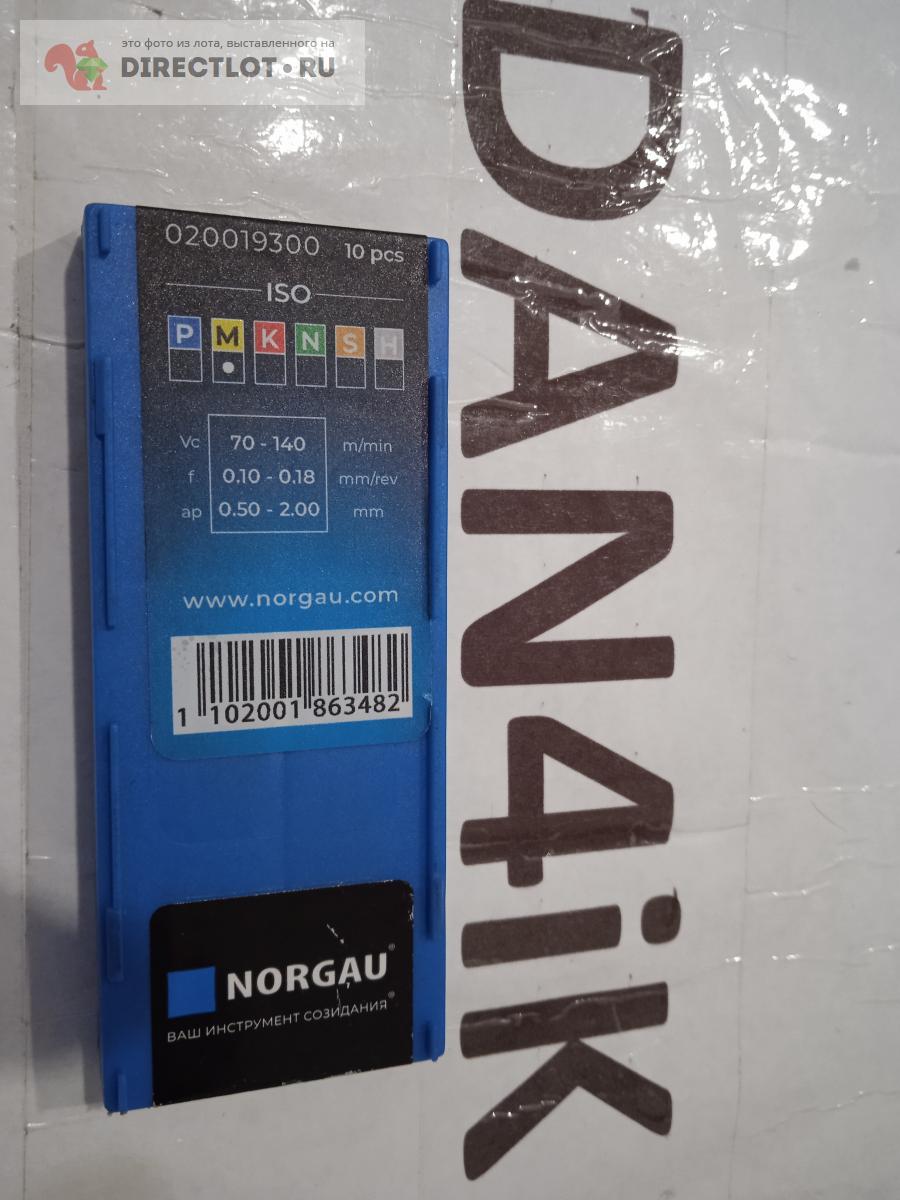 это фото из лота, выставленного на
DIRECTLOT.RU
020019300 10 pcs
ISO
P M K N S H
Vc 70 - 140 m/min
f 0.10 - 0.18 mm/rev
ap 0.50 - 2.00 mm
www.norgau.com
1 102001 863482
NORGAU®
ВАШ ИНСТРУМЕНТ СОЗИДАНИЯ®
DAN4iK